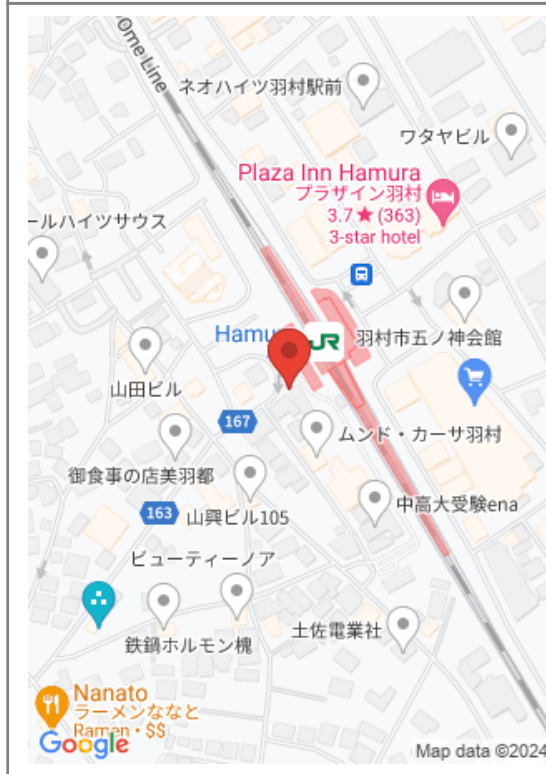 Ome Line
ネオハイツ羽村駅前
ワタヤビル
Plaza Inn Hamura
プラザイン羽村
3.7★(363)
3-star hotel
ールハイツサウス
Hamu
JR
羽村市五ノ神会館
山田ビル
167
ムンド・カーサ羽村
御食事の店美羽都
163
山興ビル105
中高大受験ena
ビューティーノア
鉄鍋ホルモン槐
土佐電業社
Nanato
ラーメンななと
Ramen・$$
Google
Map data ©2024